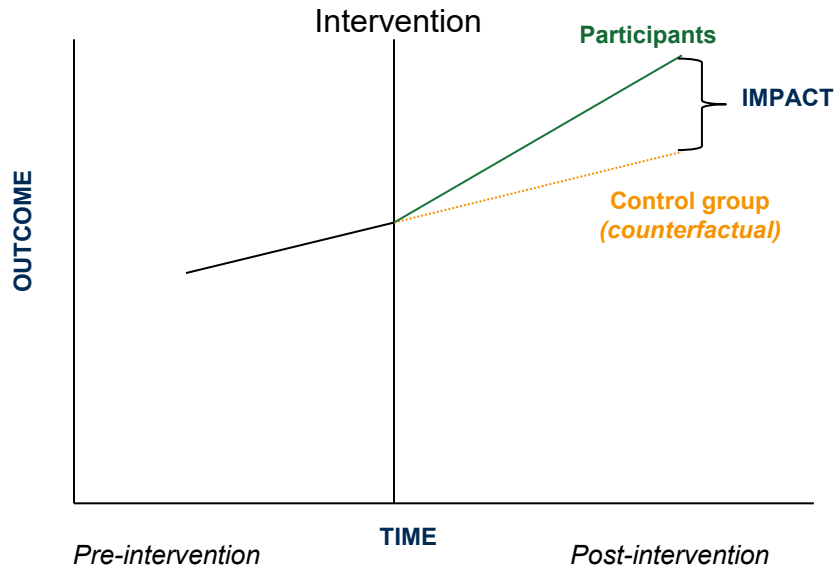 Intervention
Participants
IMPACT
OUTCOME
Control group
(counterfactual)
TIME
Pre-intervention
Post-intervention